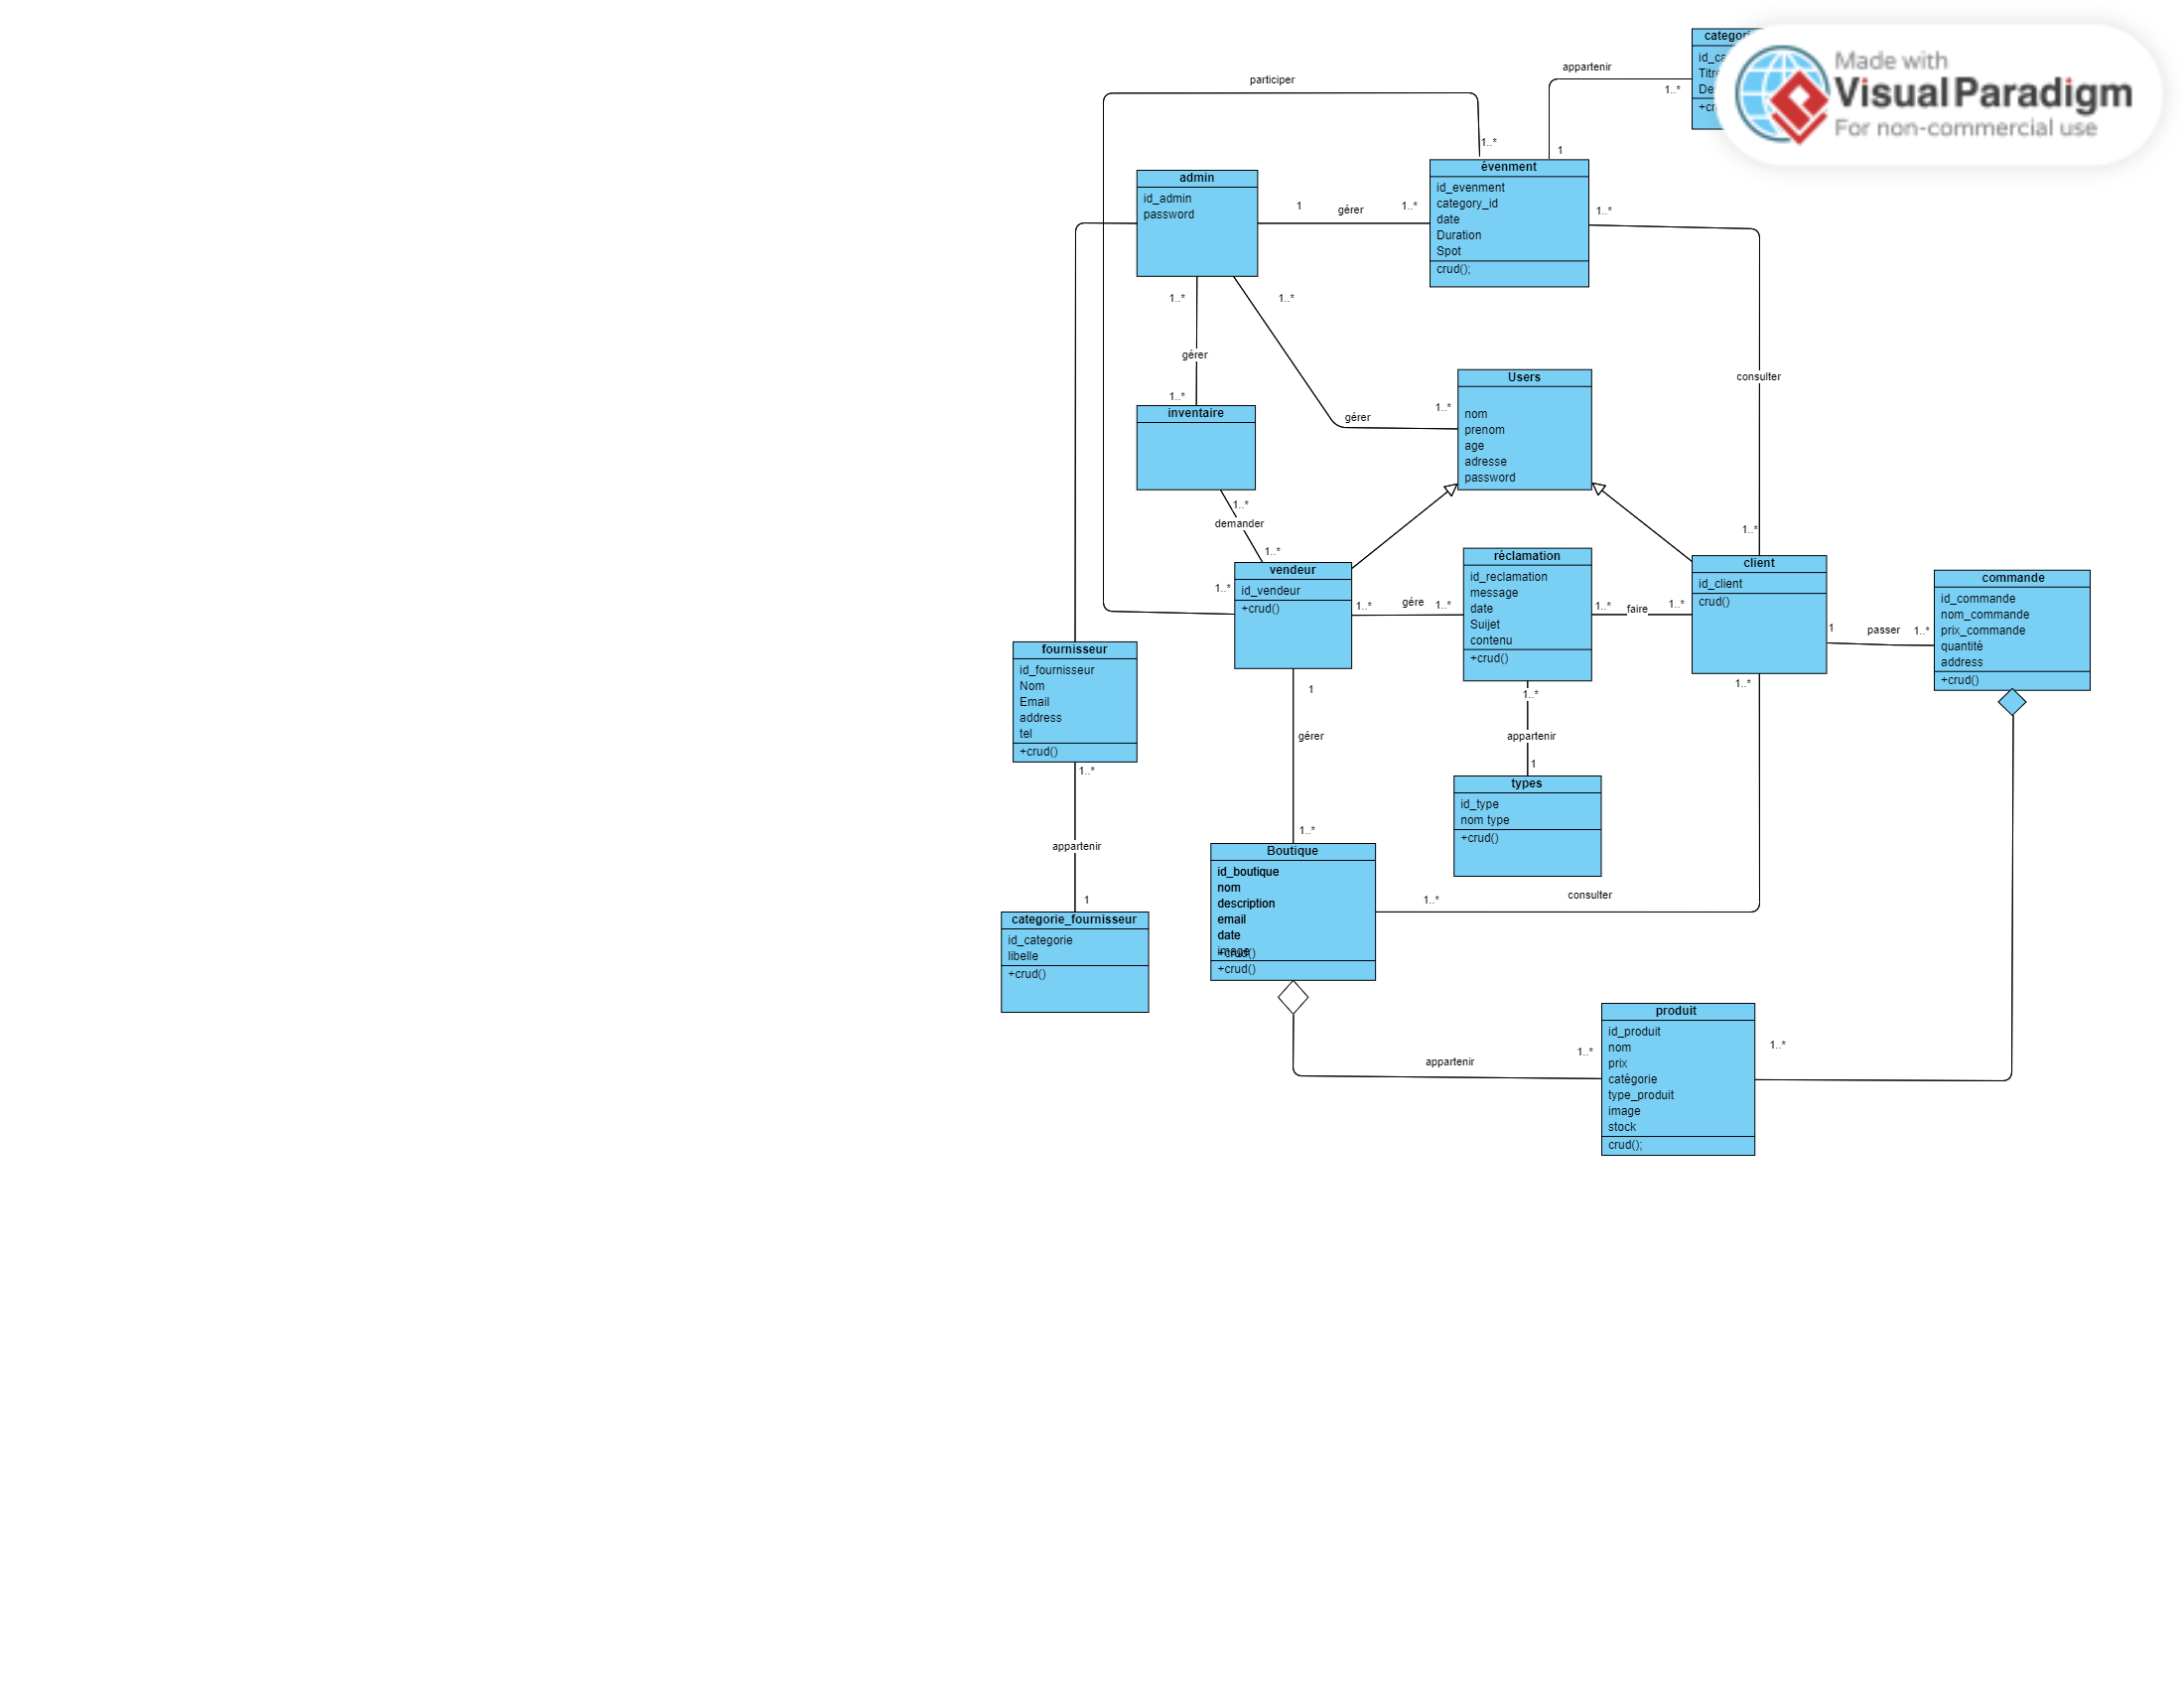 Made with
Visual Paradigm
For non-commercial use
appartenir
1..*
1
participer
1..*
évenment
id_evenment
category_id
date
Duration
Spot
crud();
admin
id_admin
password
1
gérer
1..*
1..*
1..*
1..*
gérer
1..*
inventaire
gérer
1..*
Users
nom
prenom
age
adresse
password
consulter
1..*
1..*
demander
1..*
vendeur
id_vendeur
+crud()
1..*
1..*
gére
1..*
réclamation
id_reclamation
message
date
Suijet
contenu
+crud()
1..*
faire
1..*
client
id_client
crud()
1
passer
1..*
commande
id_commande
nom_commande
prix_commande
quantité
address
+crud()
fournisseur
id_fournisseur
Nom
Email
address
tel
+crud()
1..*
appartenir
1
categorie_fournisseur
id_categorie
libelle
+crud()
1
gérer
1..*
1..*
appartenir
1
types
id_type
nom type
+crud()
1..*
consulter
1..*
Boutique
id_boutique
nom
description
email
date
image
+crud()
+crud()
appartenir
1..*
produit
id_produit
nom
prix
catégorie
type_produit
image
stock
crud();
1..*